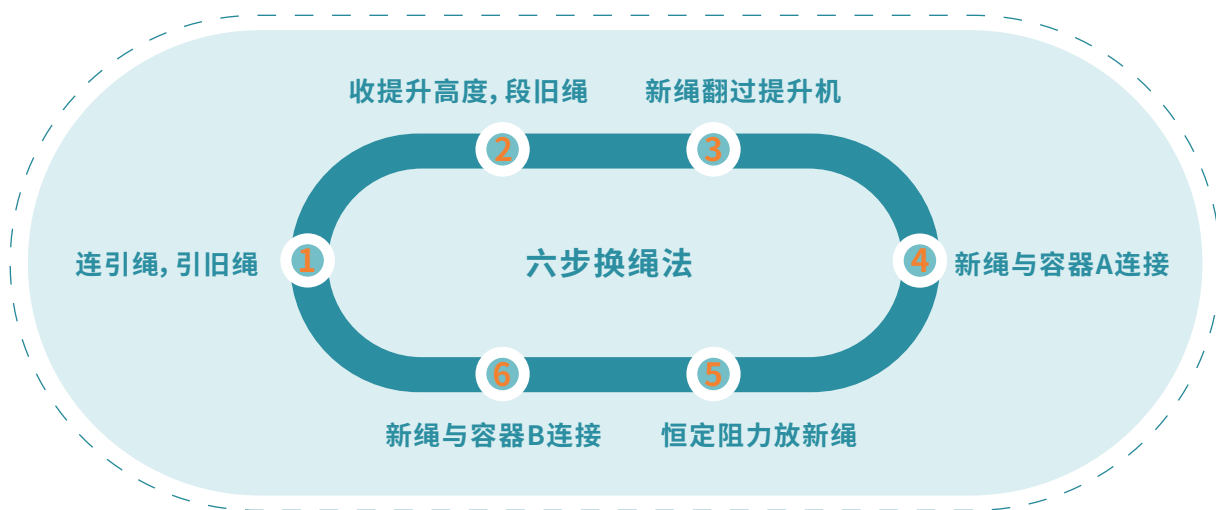 收提升高度，段旧绳
新绳翻过提升机
2
3
连引绳，引旧绳
1
六步换绳法
4
新绳与容器A连接
6
5
新绳与容器B连接
恒定阻力放新绳